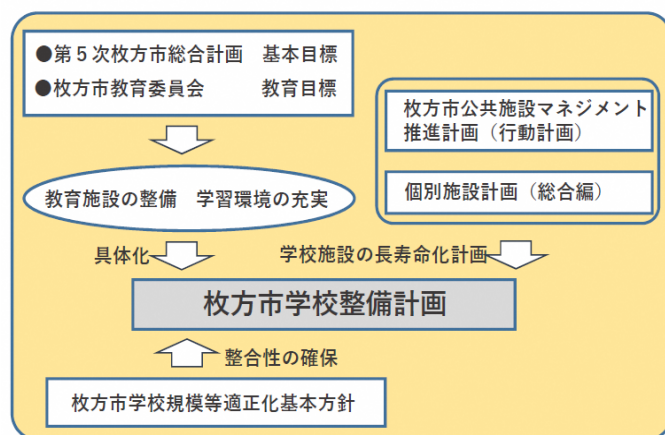 ●第5次枚方市総合計画 基本目標
●枚方市教育委員会 教育目標
枚方市公共施設マネジメント
推進計画（行動計画）
個別施設計画（総合編）
教育施設の整備 学習環境の充実
具体化
学校施設の長寿命化計画
枚方市学校整備計画
整合性の確保
枚方市学校規模等適正化基本方針